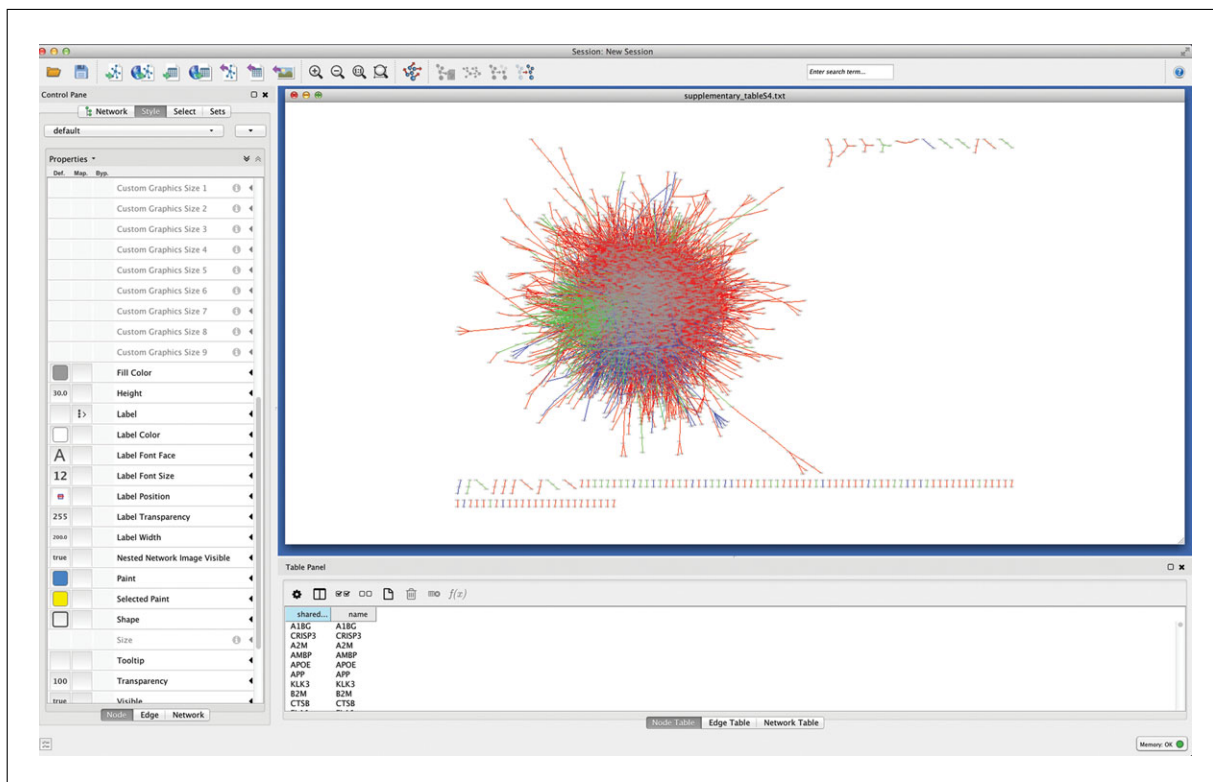 Session: New Session
Enter search term...
Control Pane
Network Style Select Sets
default
Properties
Def. Map. Byp.
Custom Graphics Size 1
Custom Graphics Size 2
Custom Graphics Size 3
Custom Graphics Size 4
Custom Graphics Size 5
Custom Graphics Size 6
Custom Graphics Size 7
Custom Graphics Size 8
Custom Graphics Size 9
Fill Color
30.0 Height
Label
Label Color
A Label Font Face
12 Label Font Size
Label Position
255 Label Transparency
200.0 Label Width
true Nested Network Image Visible
Paint
Selected Paint
Shape
Size
Tooltip
100 Transparency
true Visible
Node Edge Network
supplementary_tableS4.txt
Table Panel
f(x)
shared... name
A1BG A1BG
CRISP3 CRISP3
A2M A2M
AMBP AMBP
APOE APOE
APP APP
KLK3 KLK3
B2M B2M
CTSB CTSB
Node Table Edge Table Network Table
Memory: OK